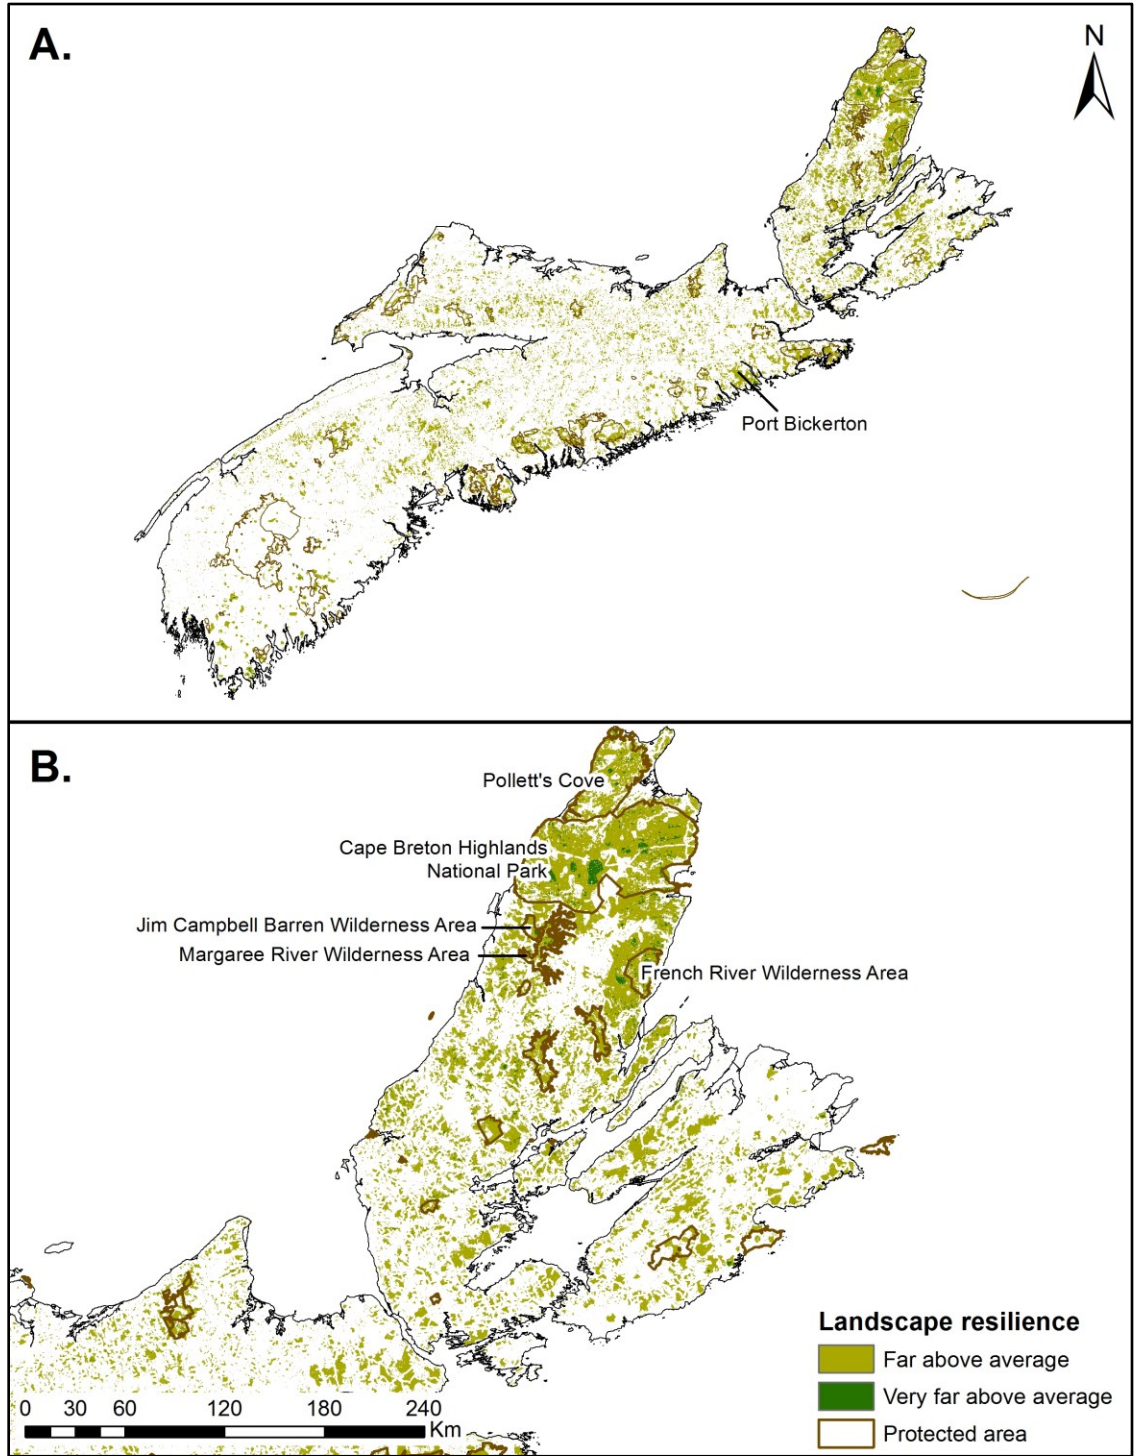 A.
N
Port Bickerton
B.
Pollett's Cove
Cape Breton Highlands
National Park
Jim Campbell Barren Wilderness Area
Margaree River Wilderness Area
French River Wilderness Area
Landscape resilience
Far above average
Very far above average
Protected area
0 30 60 120 180 240
Km